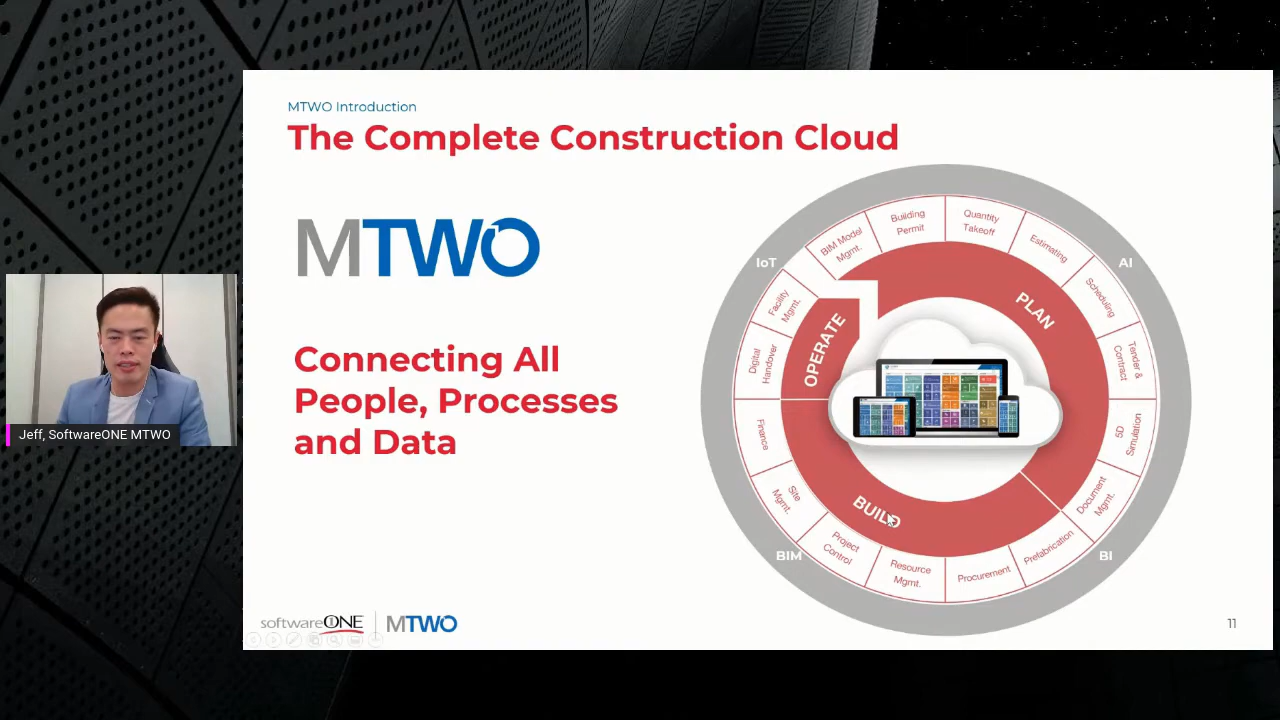 MTWO Introduction
The Complete Construction Cloud
MTWO
Connecting All
People, Processes
and Data
Jeff, SoftwareONE MTWO
IoT
AI
BIM
BI
PLAN
BUILD
OPERATE
BIM Model
Mgmt.
Building
Permit
Quantity
Takeoff
Estimating
Scheduling
Tender &
Contract
5D
Simulation
Document
Mgmt.
Prefabrication
Procurement
Resource
Mgmt.
Project
Control
Site
Mgmt.
Finance
Digital
Handover
Facility
Mgmt.
softwareONE
MTWO
11